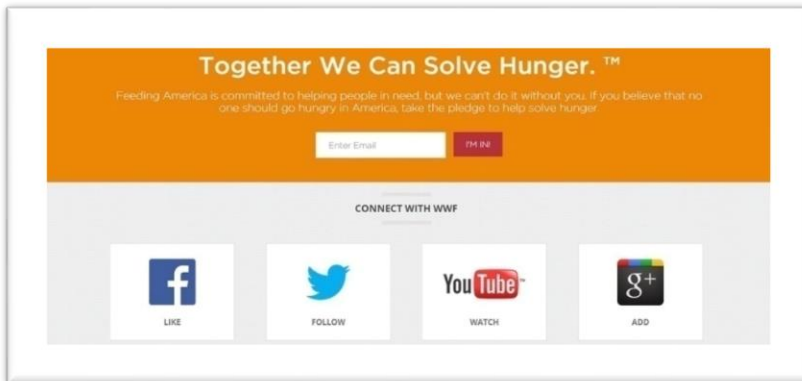 Together We Can Solve Hunger. ™
Feeding America is committed to helping people in need, but we can't do it without you. If you believe that no
one should go hungry in America, take the pledge to help solve hunger
Enter Email
I'M IN!
CONNECT WITH WWF
f
You Tube™
g+
LIKE
FOLLOW
WATCH
ADD